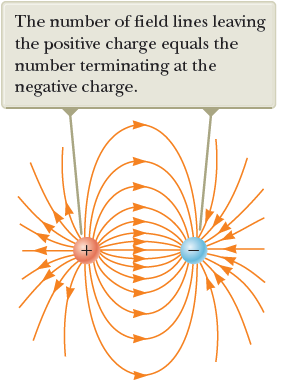 The number of field lines leaving
the positive charge equals the
number terminating at the
negative charge.
+ −